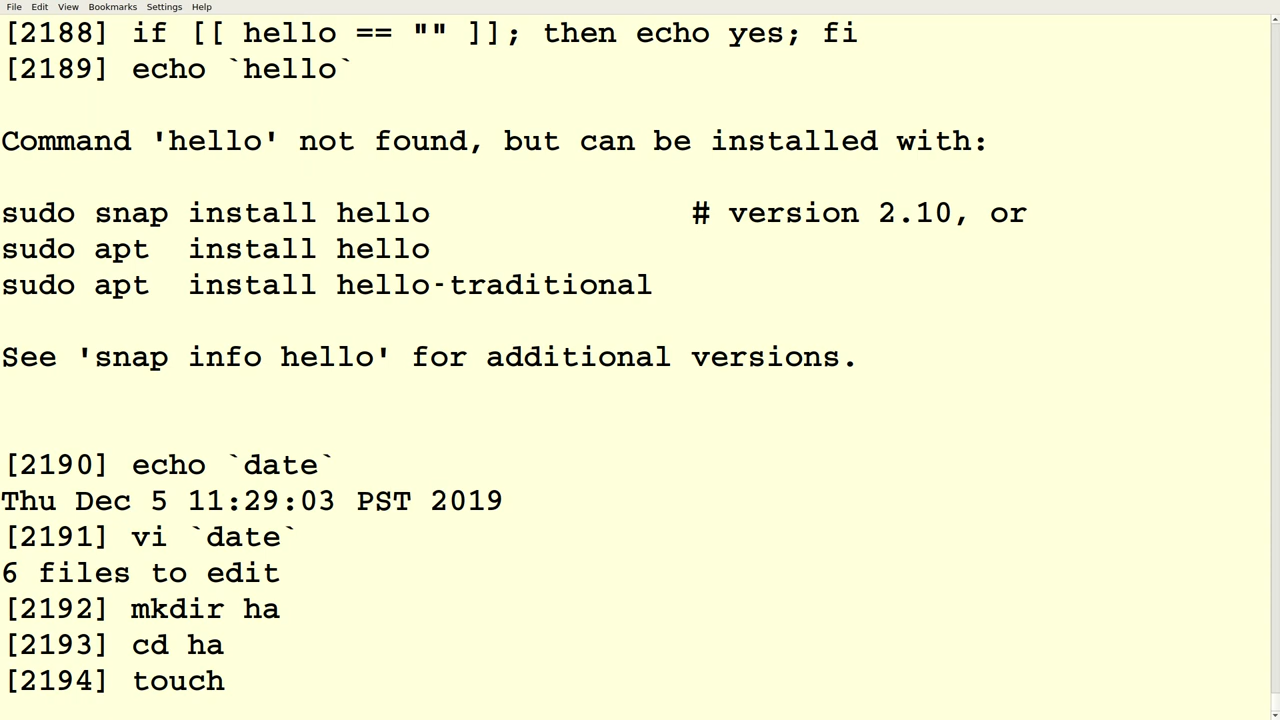 File Edit View Bookmarks Settings Help
[2188] if [[ hello == "" ]]; then echo yes; fi
[2189] echo `hello`
Command 'hello' not found, but can be installed with:
sudo snap install hello              # version 2.10, or
sudo apt  install hello
sudo apt  install hello-traditional
See 'snap info hello' for additional versions.
[2190] echo `date`
Thu Dec 5 11:29:03 PST 2019
[2191] vi `date`
6 files to edit
[2192] mkdir ha
[2193] cd ha
[2194] touch